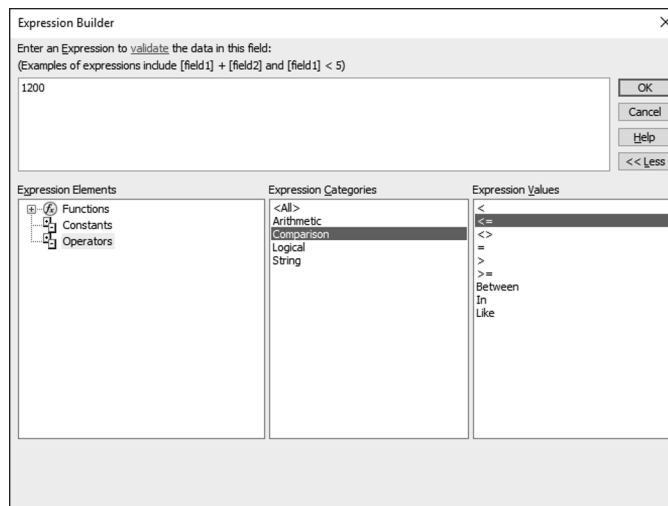 Expression Builder
Enter an Expression to validate the data in this field:
(Examples of expressions include [field1] + [field2] and [field1] < 5)
1200
OK
Cancel
Help
<< Less
Expression Elements
Functions
Constants
Operators
Expression Categories
<All>
Arithmetic
Comparison
Logical
String
Expression Values
<
<=
<>
=
>
>=
Between
In
Like